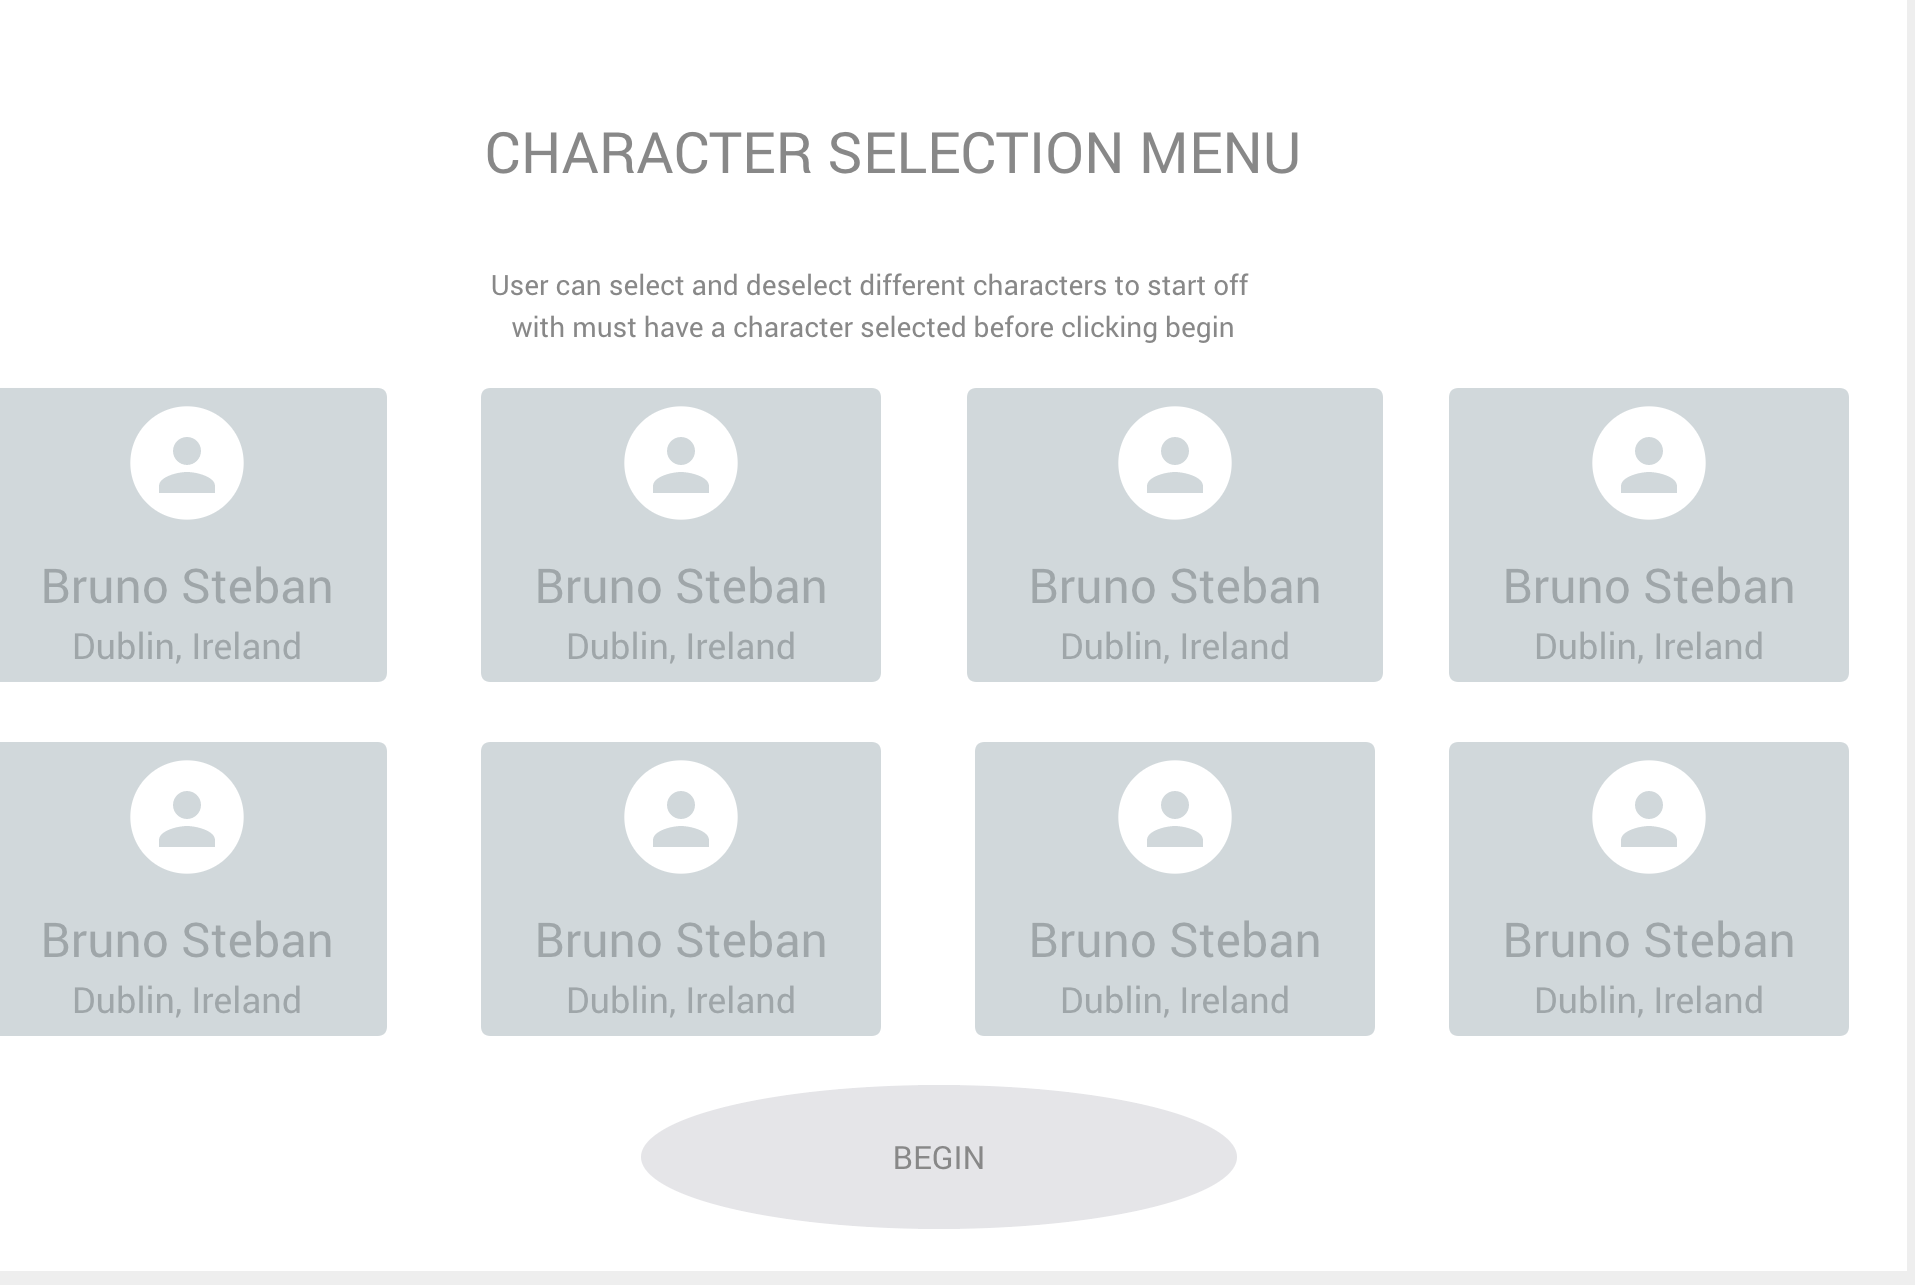 CHARACTER SELECTION MENU
User can select and deselect different characters to start off
with must have a character selected before clicking begin
Bruno Steban
Dublin, Ireland
Bruno Steban
Dublin, Ireland
Bruno Steban
Dublin, Ireland
Bruno Steban
Dublin, Ireland
Bruno Steban
Dublin, Ireland
Bruno Steban
Dublin, Ireland
Bruno Steban
Dublin, Ireland
Bruno Steban
Dublin, Ireland
BEGIN